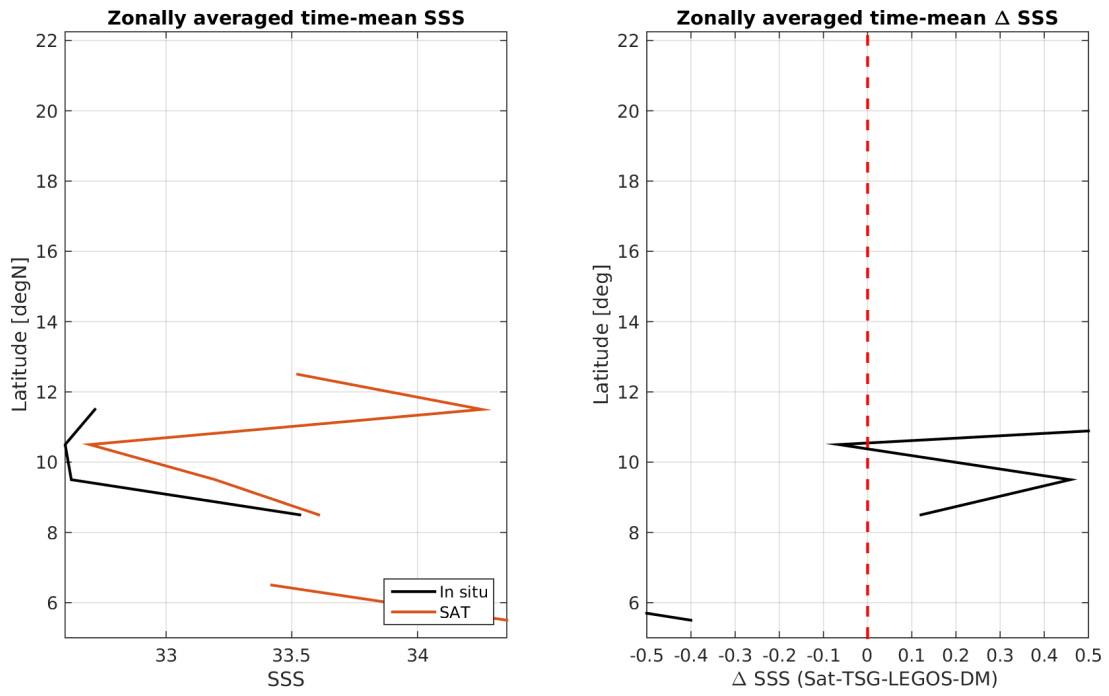 Zonally averaged time-mean SSS
22
20
18
16
14
12
10
8
6
Latitude [degN]
33
33.5
34
SSS
In situ
SAT
Zonally averaged time-mean Δ SSS
22
20
18
16
14
12
10
8
6
Latitude [deg]
-0.5 -0.4 -0.3 -0.2 -0.1 0 0.1 0.2 0.3 0.4 0.5
Δ SSS (Sat-TSG-LEGOS-DM)